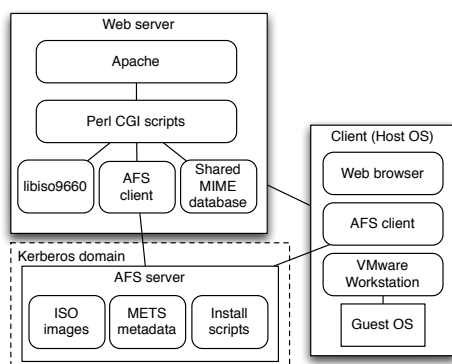 Web server
Apache
Perl CGI scripts
libiso9660
AFS
client
Shared
MIME
database
Client (Host OS)
Web browser
AFS client
VMware
Workstation
Guest OS
Kerberos domain
AFS server
ISO
images
METS
metadata
Install
scripts